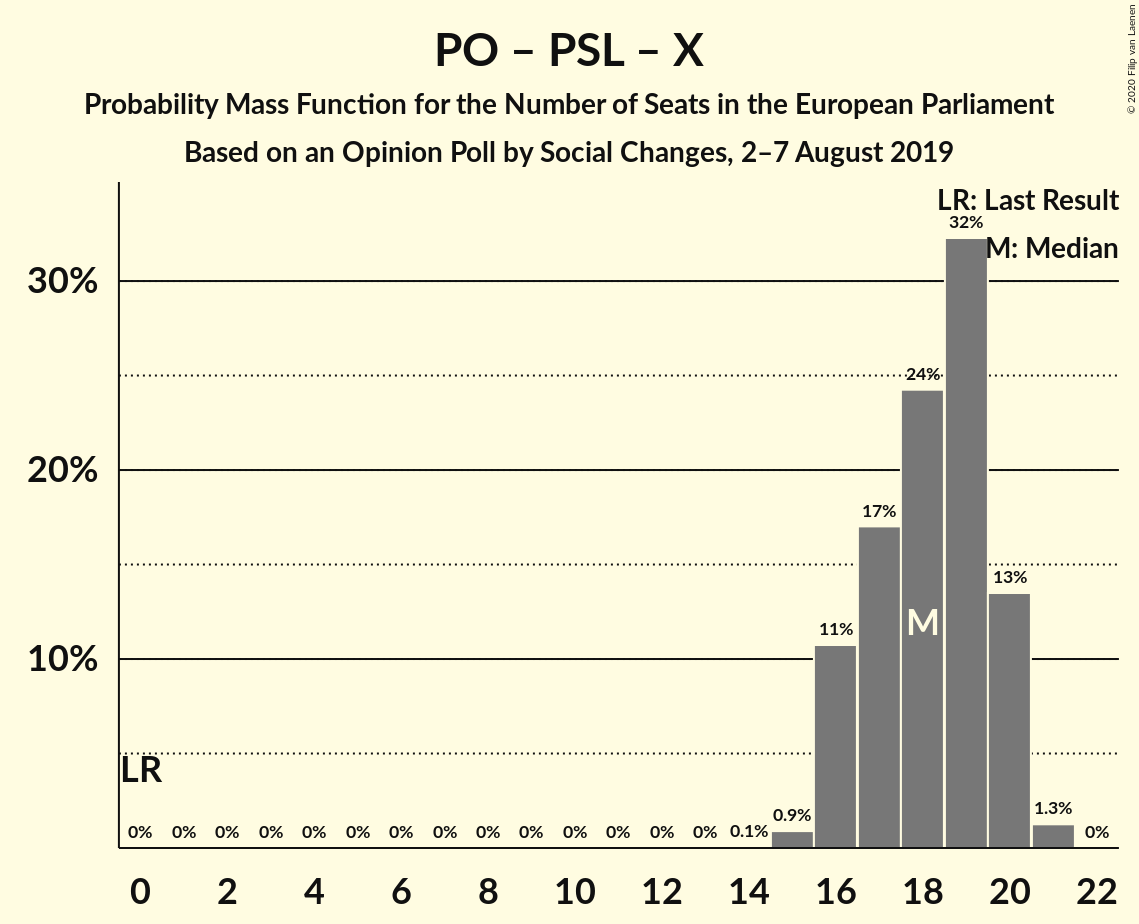 PO – PSL – X
Probability Mass Function for the Number of Seats in the European Parliament
Based on an Opinion Poll by Social Changes, 2–7 August 2019
© 2020 Filip van Laenen
LR: Last Result
M: Median
32%
30%
24%
20%
17%
13%
11%
M
10%
LR
0% 0% 0% 0% 0% 0% 0% 0% 0% 0% 0% 0% 0% 0% 0.1% 0.9% 1.3% 0%
0 2 4 6 8 10 12 14 16 18 20 22